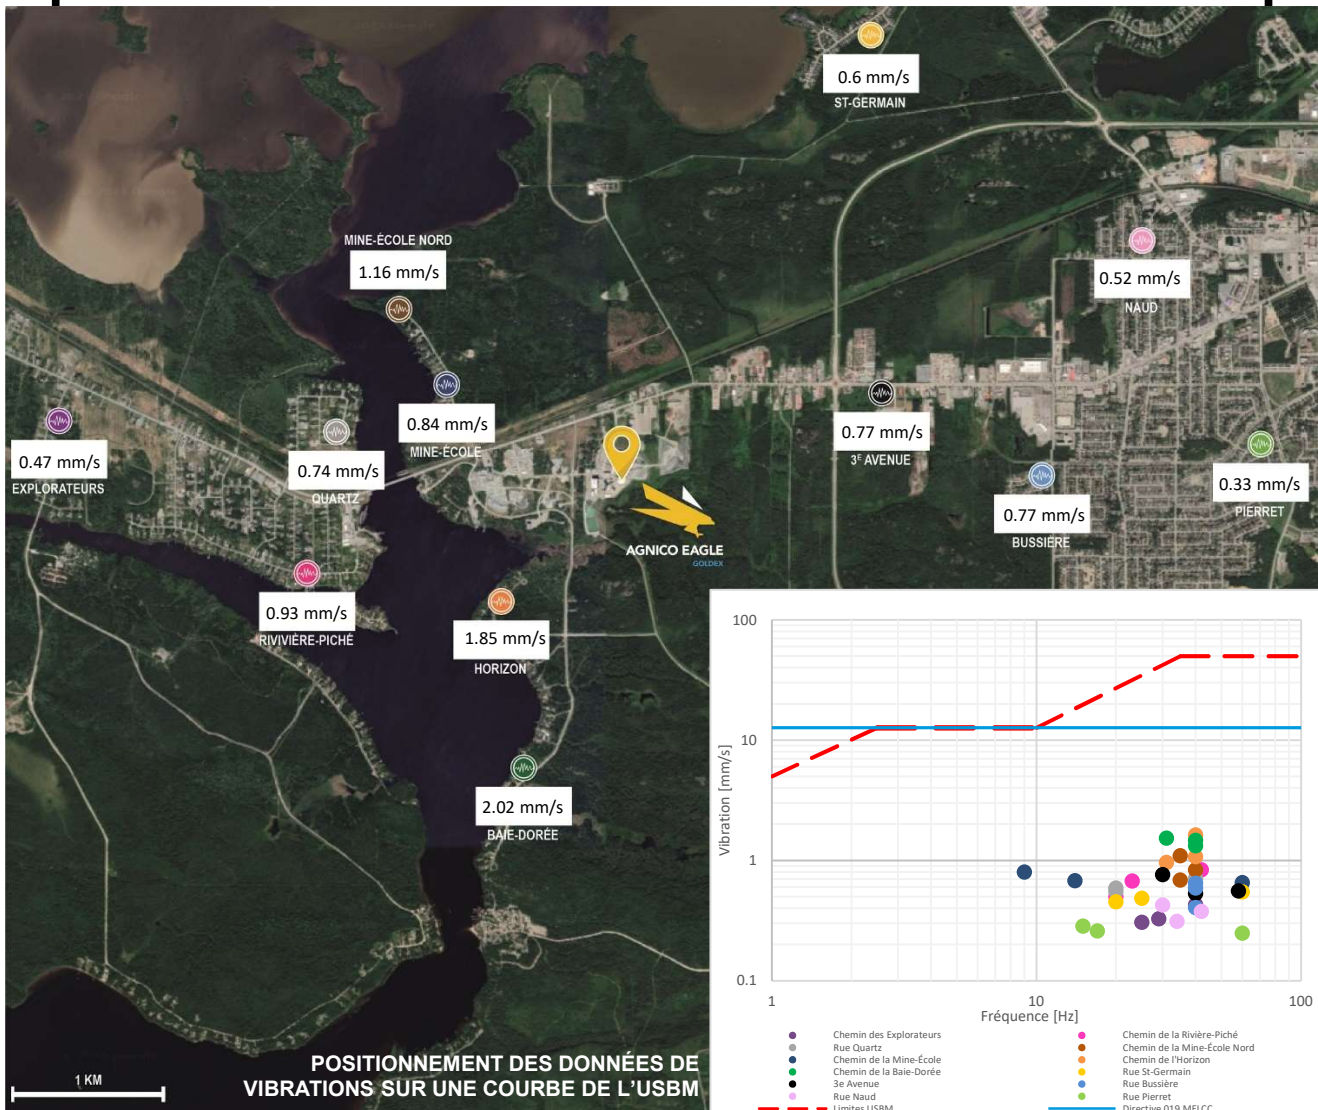 0.6 mm/s
ST-GERMAIN
MINE-ÉCOLE NORD
1.16 mm/s
0.52 mm/s
NAUD
0.84 mm/s
MINE-ÉCOLE
0.77 mm/s
3E AVENUE
0.47 mm/s
EXPLORATEURS
0.74 mm/s
QUARTZ
0.33 mm/s
PIERRET
0.77 mm/s
BUSSIÈRE
AGNICO EAGLE
GOLDEX
0.93 mm/s
RIVIVIÈRE-PICHÉ
1.85 mm/s
HORIZON
2.02 mm/s
BAIE-DORÉE
100
10
1
0.1
Vibration [mm/s]
1
10
100
Fréquence [Hz]
Chemin des Explorateurs
Chemin de la Rivière-Piché
Rue Quartz
Chemin de la Mine-École Nord
Chemin de la Mine-École
Chemin de l'Horizon
Chemin de la Baie-Dorée
Rue St-Germain
3e Avenue
Rue Bussière
Rue Naud
Rue Pierret
Limites USBM
Directive 019 MELCC
POSITIONNEMENT DES DONNÉES DE
VIBRATIONS SUR UNE COURBE DE L'USBM
1 KM